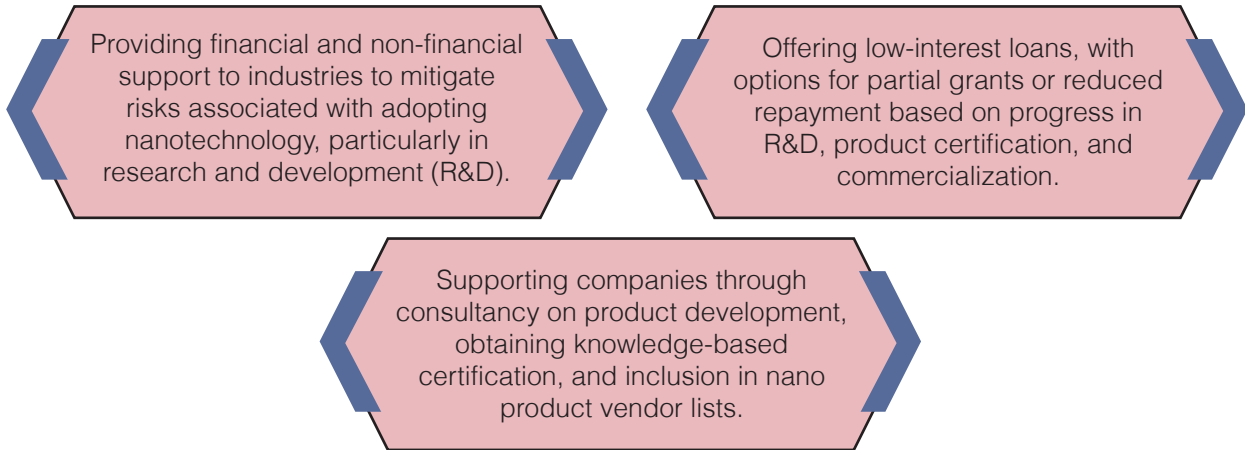 Providing financial and non-financial
support to industries to mitigate
risks associated with adopting
nanotechnology, particularly in
research and development (R&D).
Offering low-interest loans, with
options for partial grants or reduced
repayment based on progress in
R&D, product certification, and
commercialization.
Supporting companies through
consultancy on product development,
obtaining knowledge-based
certification, and inclusion in nano
product vendor lists.